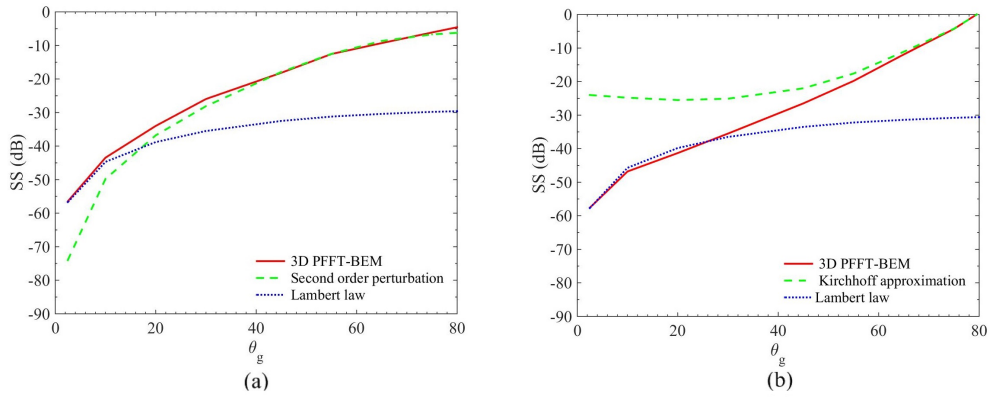 0
-10
-20
-30
-40
-50
-60
-70
-80
-90
SS (dB)
0 20 40 60 80
θg
3D PFFT-BEM
Second order perturbation
Lambert law
(a)
0
-10
-20
-30
-40
-50
-60
-70
-80
-90
SS (dB)
0 20 40 60 80
θg
3D PFFT-BEM
Kirchhoff approximation
Lambert law
(b)